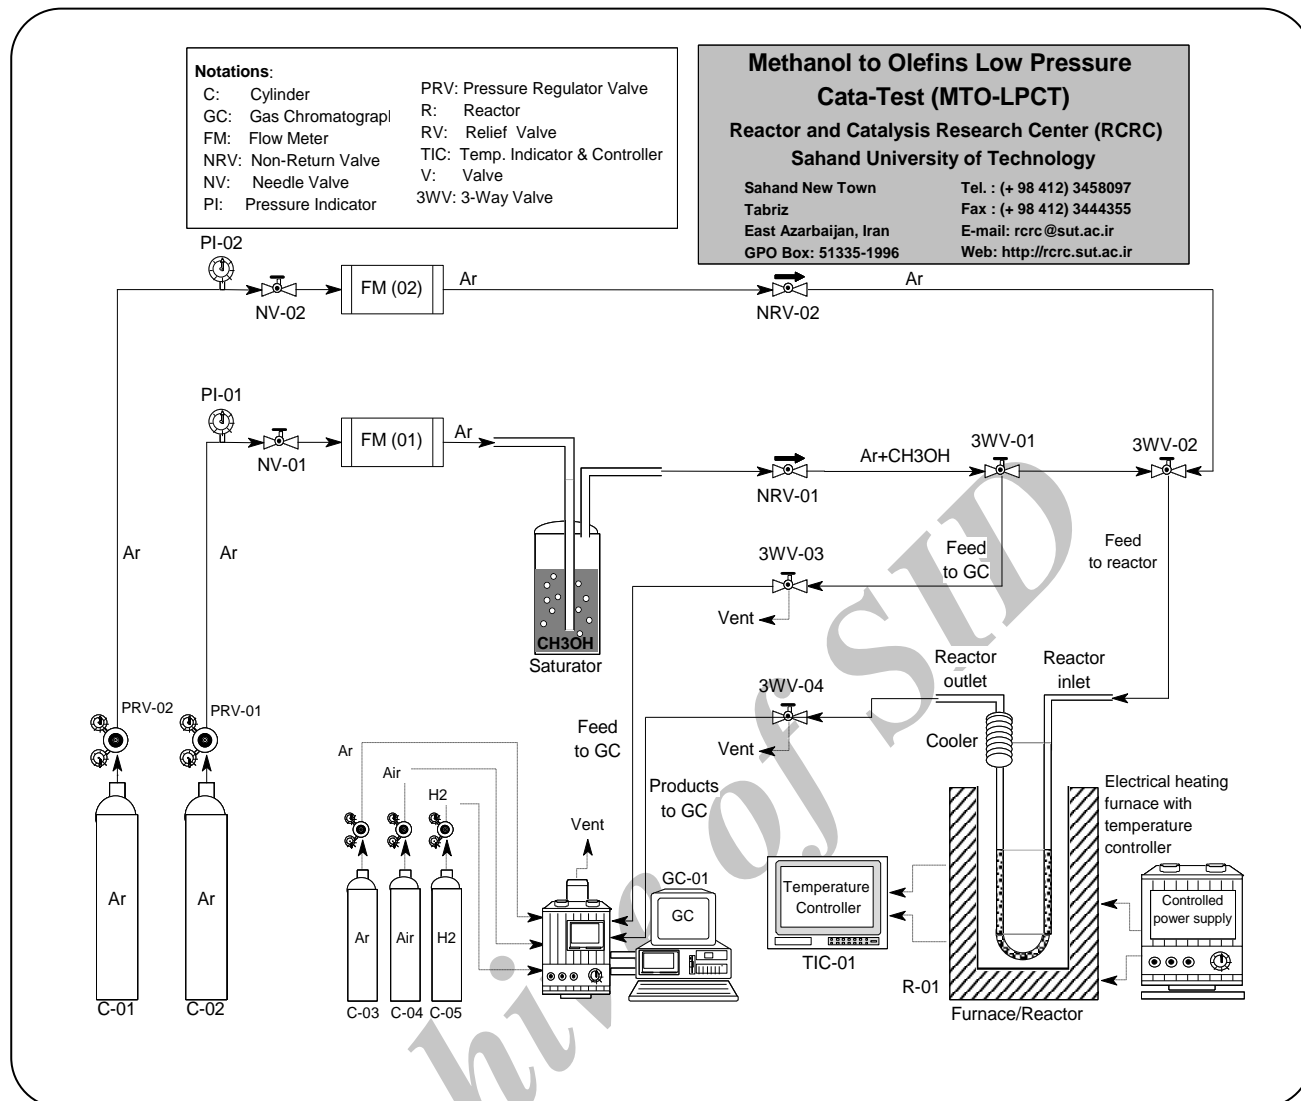 Notations:
C: Cylinder
GC: Gas Chromatograpl
FM: Flow Meter
NRV: Non-Return Valve
NV: Needle Valve
PI: Pressure Indicator
PRV: Pressure Regulator Valve
R: Reactor
RV: Relief Valve
TIC: Temp. Indicator & Controller
V: Valve
3WV: 3-Way Valve
Methanol to Olefins Low Pressure
Cata-Test (MTO-LPCT)
Reactor and Catalysis Research Center (RCRC)
Sahand University of Technology
Sahand New Town
Tabriz
East Azarbaijan, Iran
GPO Box: 51335-1996
Tel. : (+ 98 412) 3458097
Fax : (+ 98 412) 3444355
E-mail: rcrc@sut.ac.ir
Web: http://rcrc.sut.ac.ir
PI-02
NV-02
FM (02)
Ar
NRV-02
Ar
PI-01
NV-01
FM (01)
Ar
NRV-01
Ar+CH3OH
3WV-01
3WV-02
Ar
Ar
CH3OH
Saturator
3WV-03
Vent
Feed
to GC
Feed
to reactor
Reactor
outlet
Reactor
inlet
3WV-04
Vent
Cooler
Feed
to GC
Products
to GC
PRV-02
PRV-01
Ar
Air
H2
Vent
Ar
Ar
Ar
Air
H2
C-01
C-02
C-03
C-04
C-05
GC-01
GC
Temperature
Controller
TIC-01
R-01
Furnace/Reactor
Electrical heating
furnace with
temperature
controller
Controlled
power supply
hive of SID